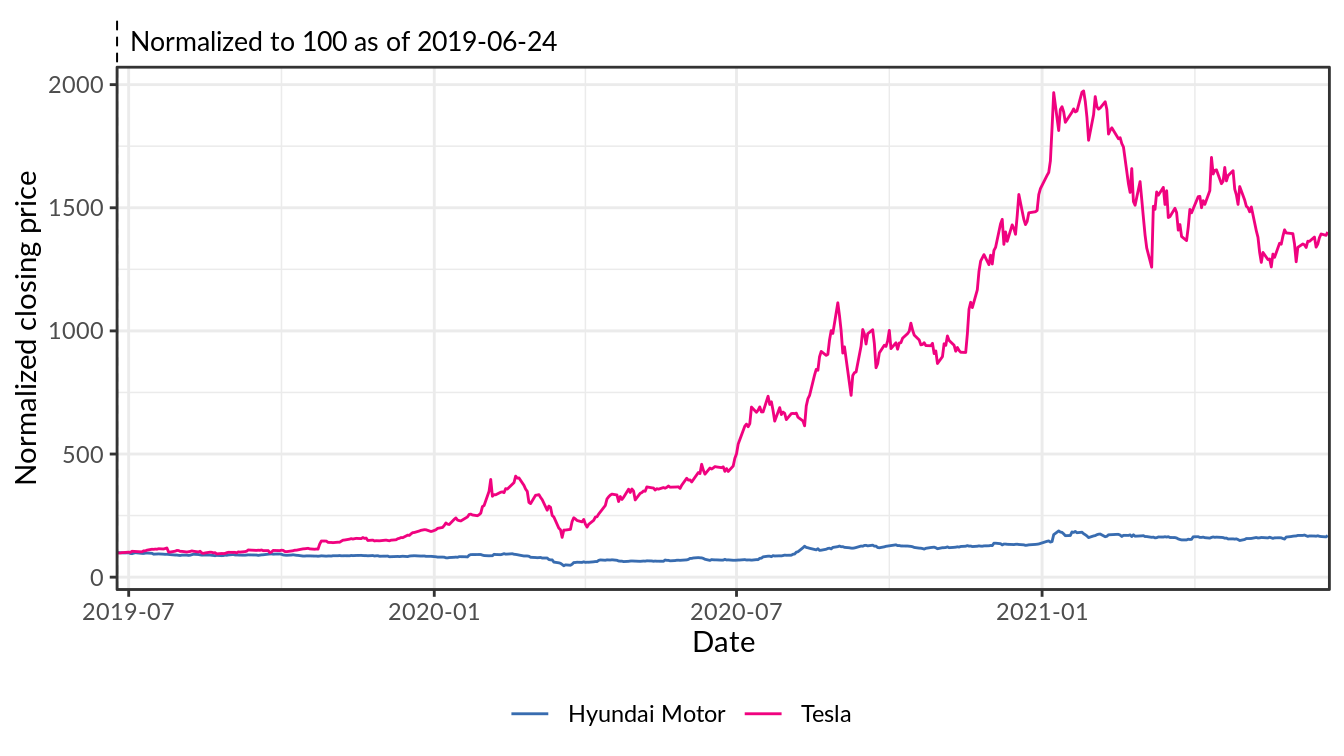 Normalized to 100 as of 2019-06-24
Normalized closing price
2000
1500
1000
500
0
2019-07
2020-01
2020-07
2021-01
Date
Hyundai Motor
Tesla